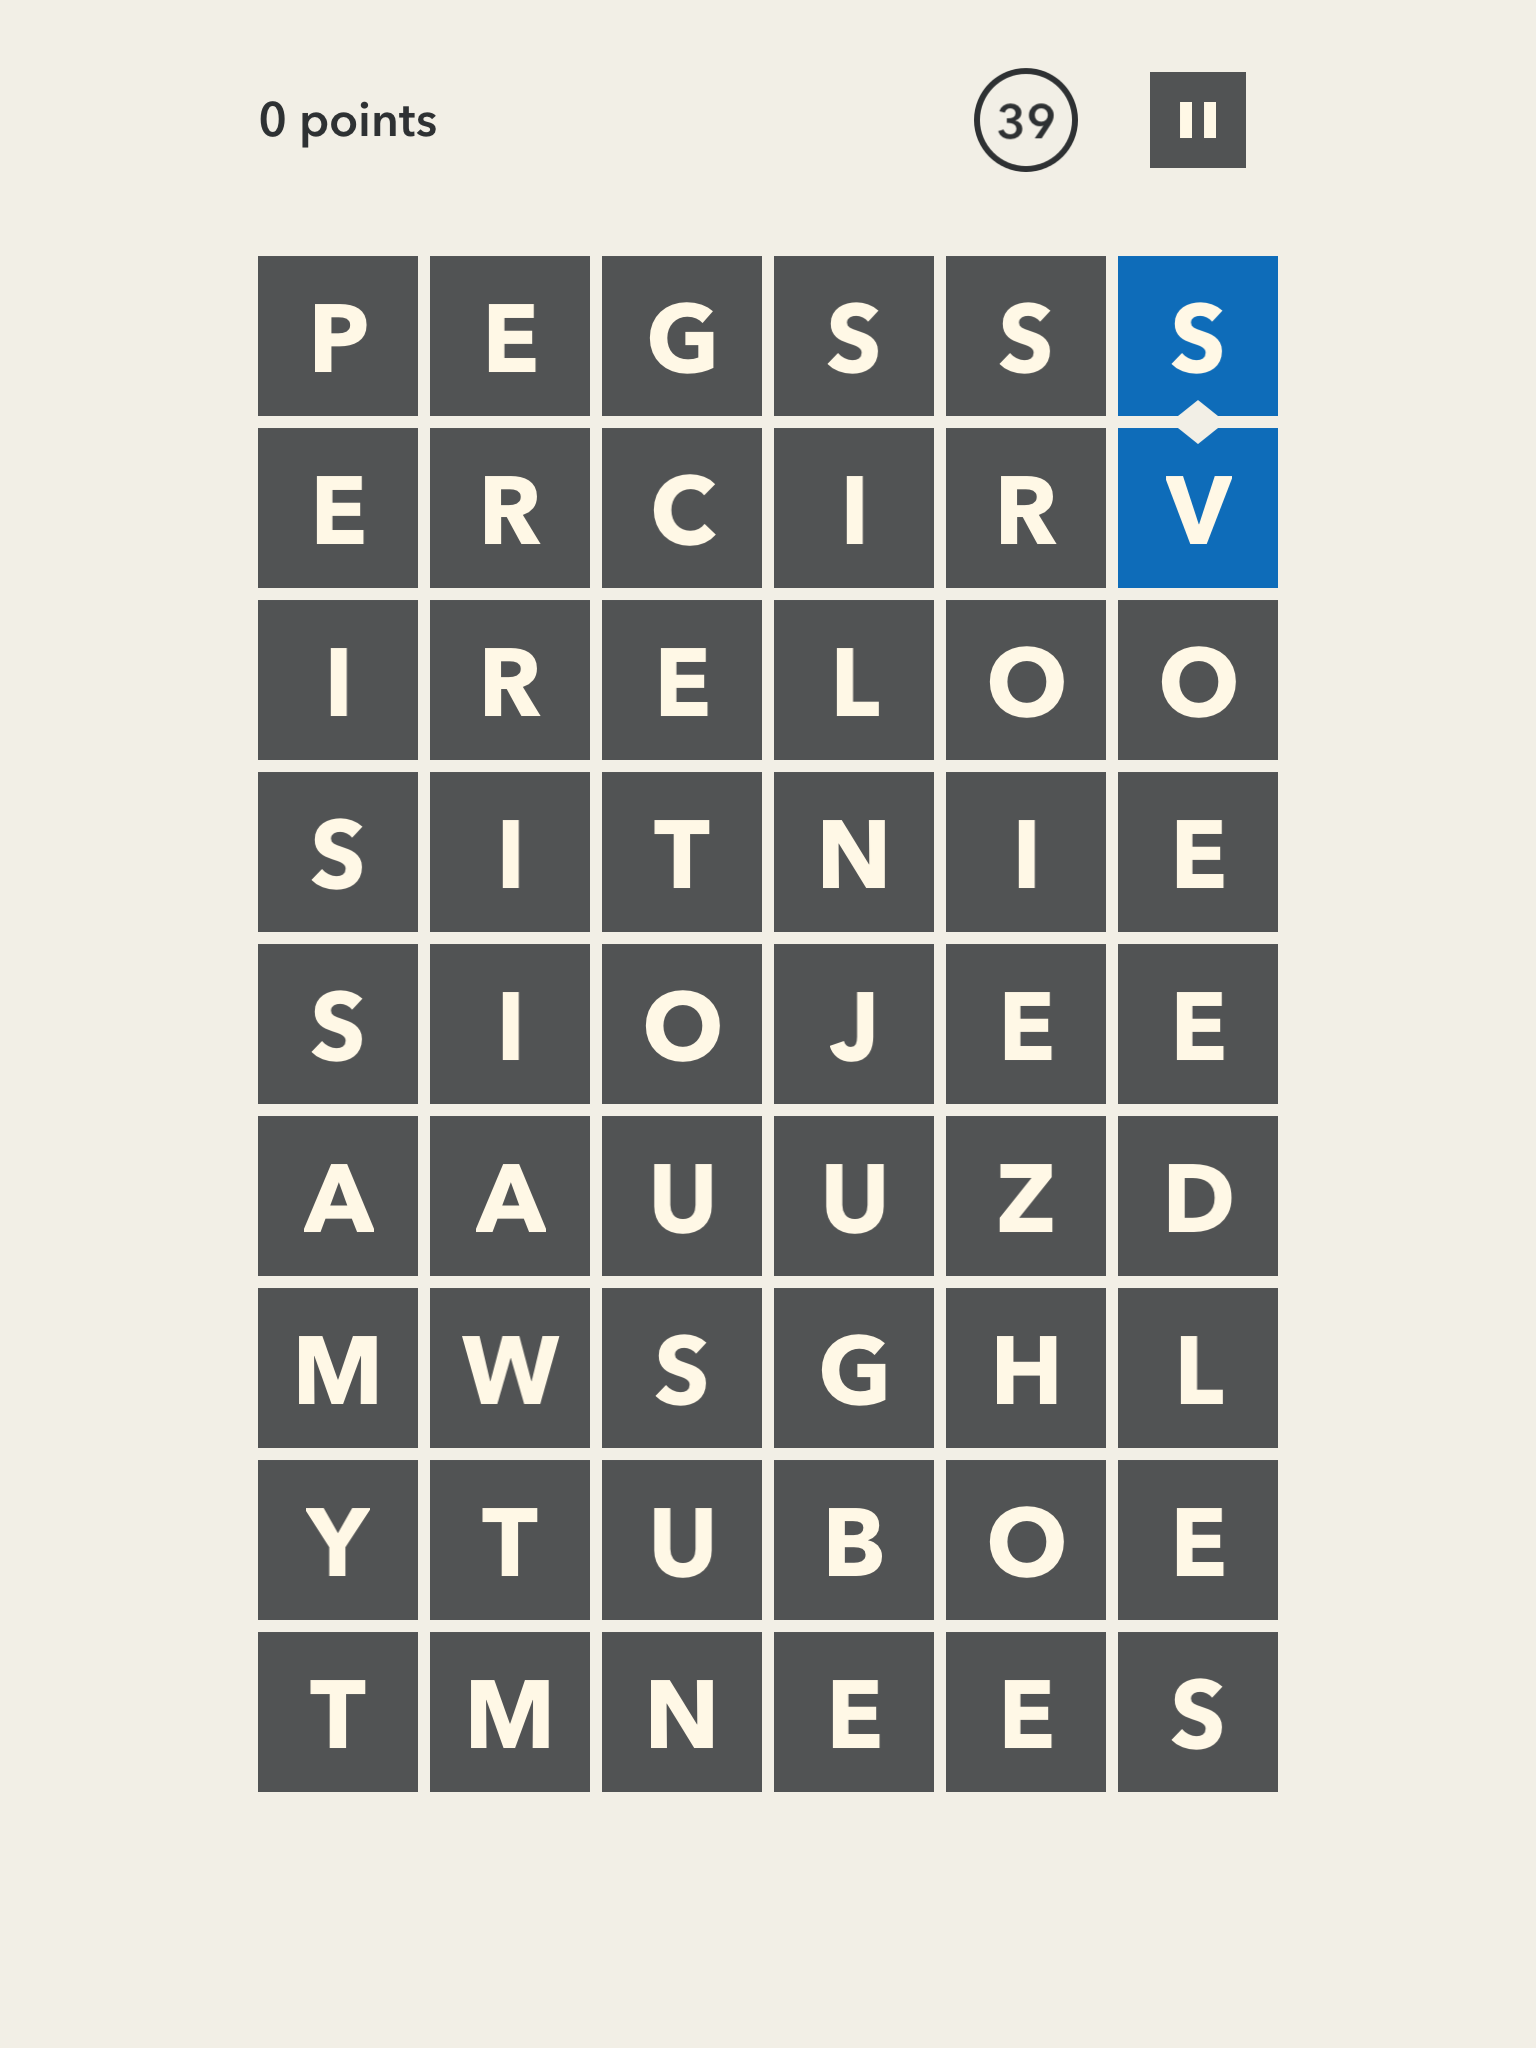 0 points 39
P E G S S S
E R C I R V
I R E L O O
S I T N I E
S I O J E E
A A U U Z D
M W S G H L
Y T U B O E
T M N E E S